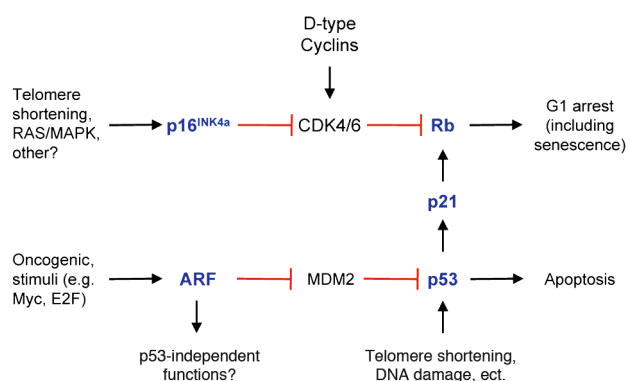 D-type
Cyclins
Telomere
shortening,
RAS/MAPK,
other?
p16INK4a
CDK4/6
Rb
G1 arrest
(including
senescence)
p21
Oncogenic,
stimuli (e.g.
Myc, E2F)
ARF
MDM2
p53
Apoptosis
p53-independent
functions?
Telomere shortening,
DNA damage, ect.